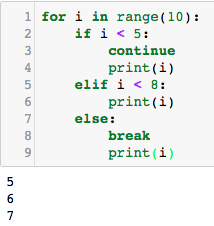 1 for i in range(10):
2     if i < 5:
3         continue
4         print(i)
5     elif i < 8:
6         print(i)
7     else:
8         break
9         print(i)
5
6
7